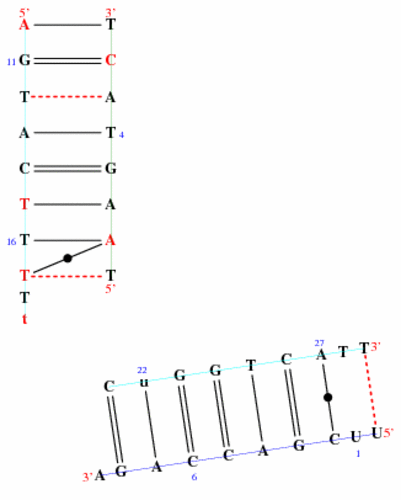 5' 3'
A T
11 G C
T A
A T 4
C G
T A
16 T A
T T
5'
T
t
22 27
C u G G T C A T T 3'
3' A G A C C A G C U U 5'
6 1